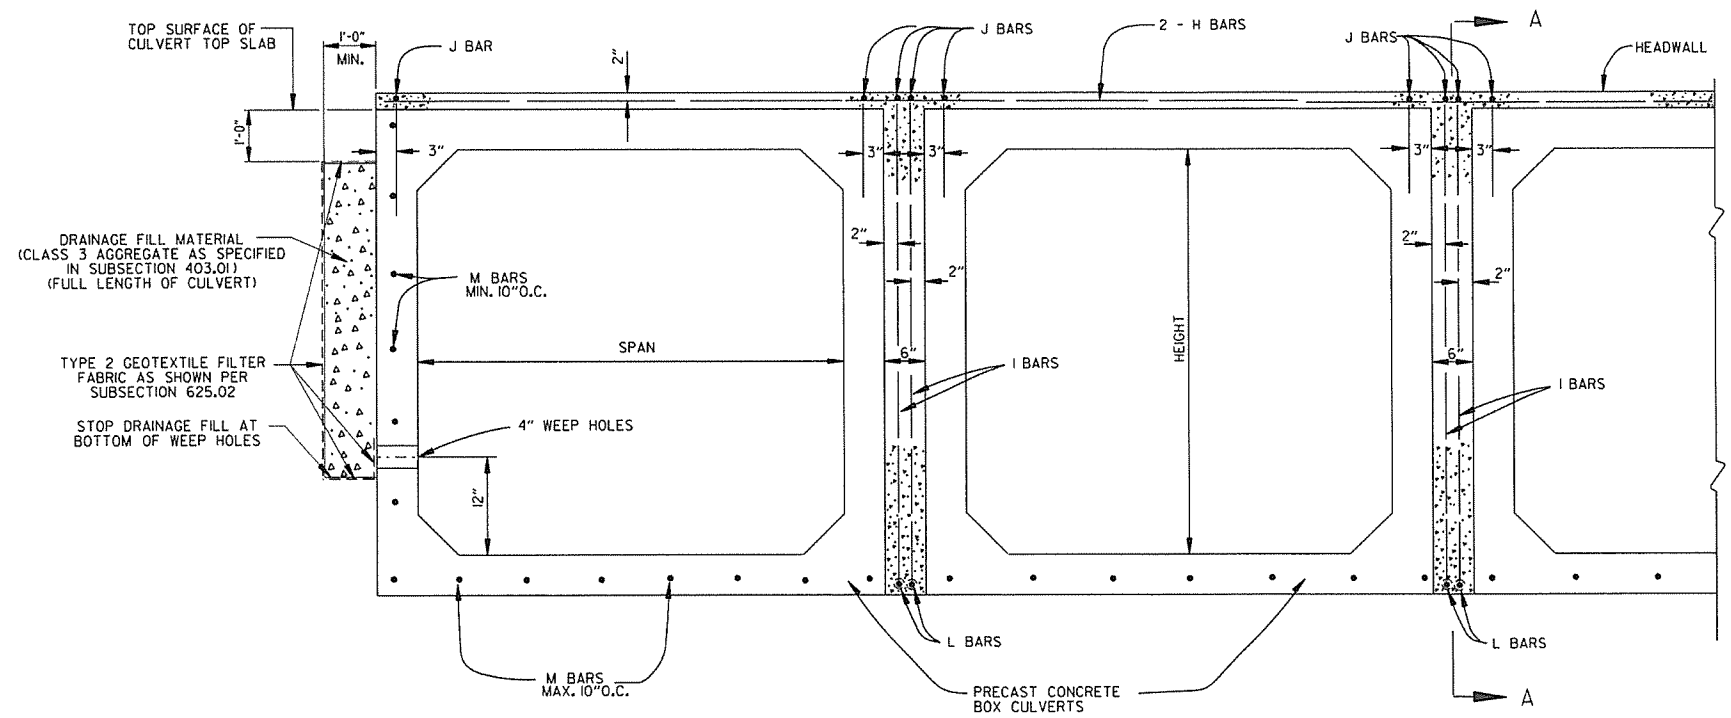 TOP SURFACE OF
CULVERT TOP SLAB
1'-0"
MIN.
J BAR
2"
J BARS
2 - H BARS
J BARS
A
HEADWALL
1'-0"
3"
3"
3"
3"
3"
DRAINAGE FILL MATERIAL
(CLASS 3 AGGREGATE AS SPECIFIED
IN SUBSECTION 403.01)
(FULL LENGTH OF CULVERT)
M BARS
MIN. 10"O.C.
2"
2"
2"
2"
TYPE 2 GEOTEXTILE FILTER
FABRIC AS SHOWN PER
SUBSECTION 625.02
SPAN
HEIGHT
6"
6"
I BARS
I BARS
STOP DRAINAGE FILL AT
BOTTOM OF WEEP HOLES
4" WEEP HOLES
12"
L BARS
L BARS
M BARS
MAX. 10"O.C.
PRECAST CONCRETE
BOX CULVERTS
A